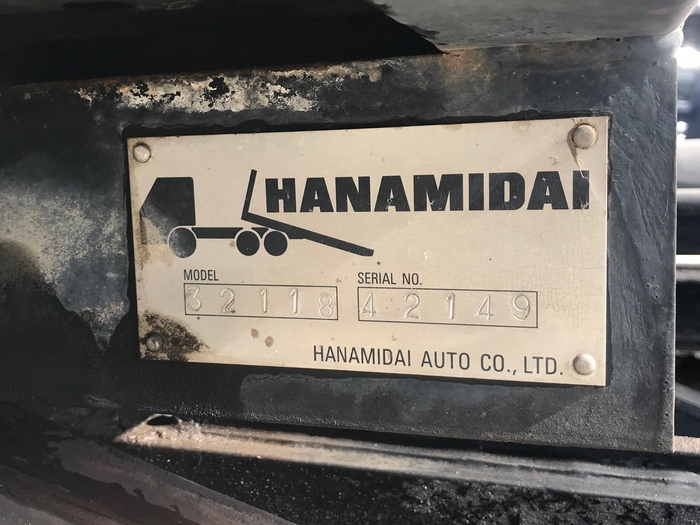 HANAMIDAI
MODEL SERIAL NO.
32118 42149
HANAMIDAI AUTO CO., LTD.